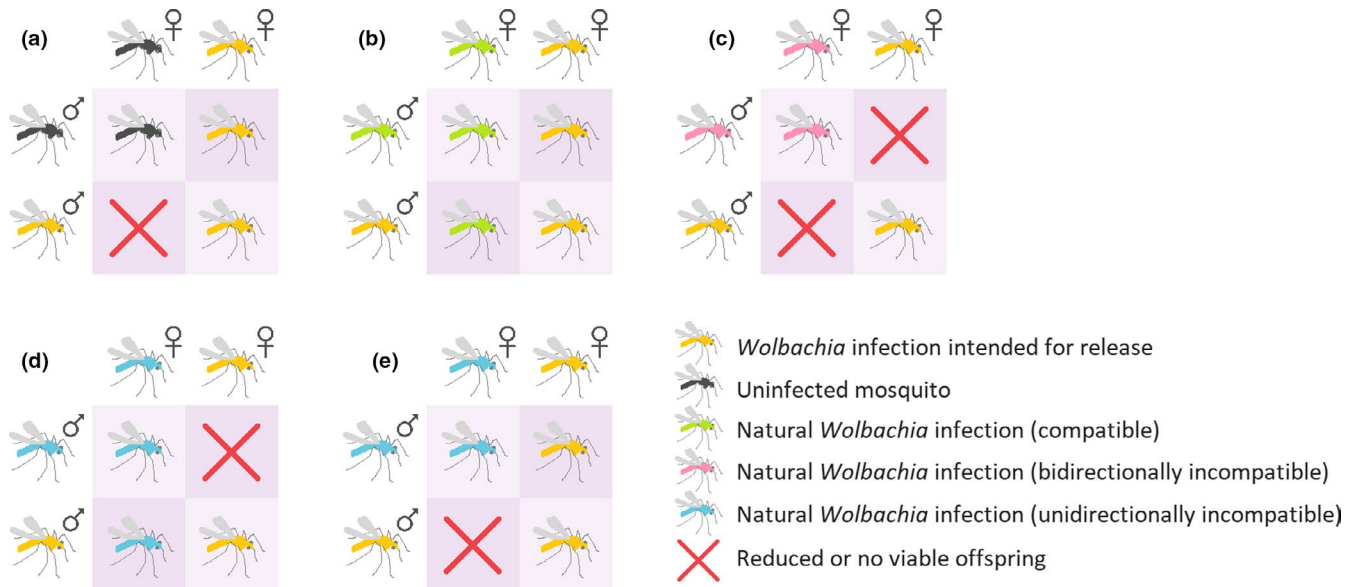 (a)
(b)
(c)
(d)
(e)
Wolbachia infection intended for release
Uninfected mosquito
Natural Wolbachia infection (compatible)
Natural Wolbachia infection (bidirectionally incompatible)
Natural Wolbachia infection (unidirectionally incompatible)
Reduced or no viable offspring